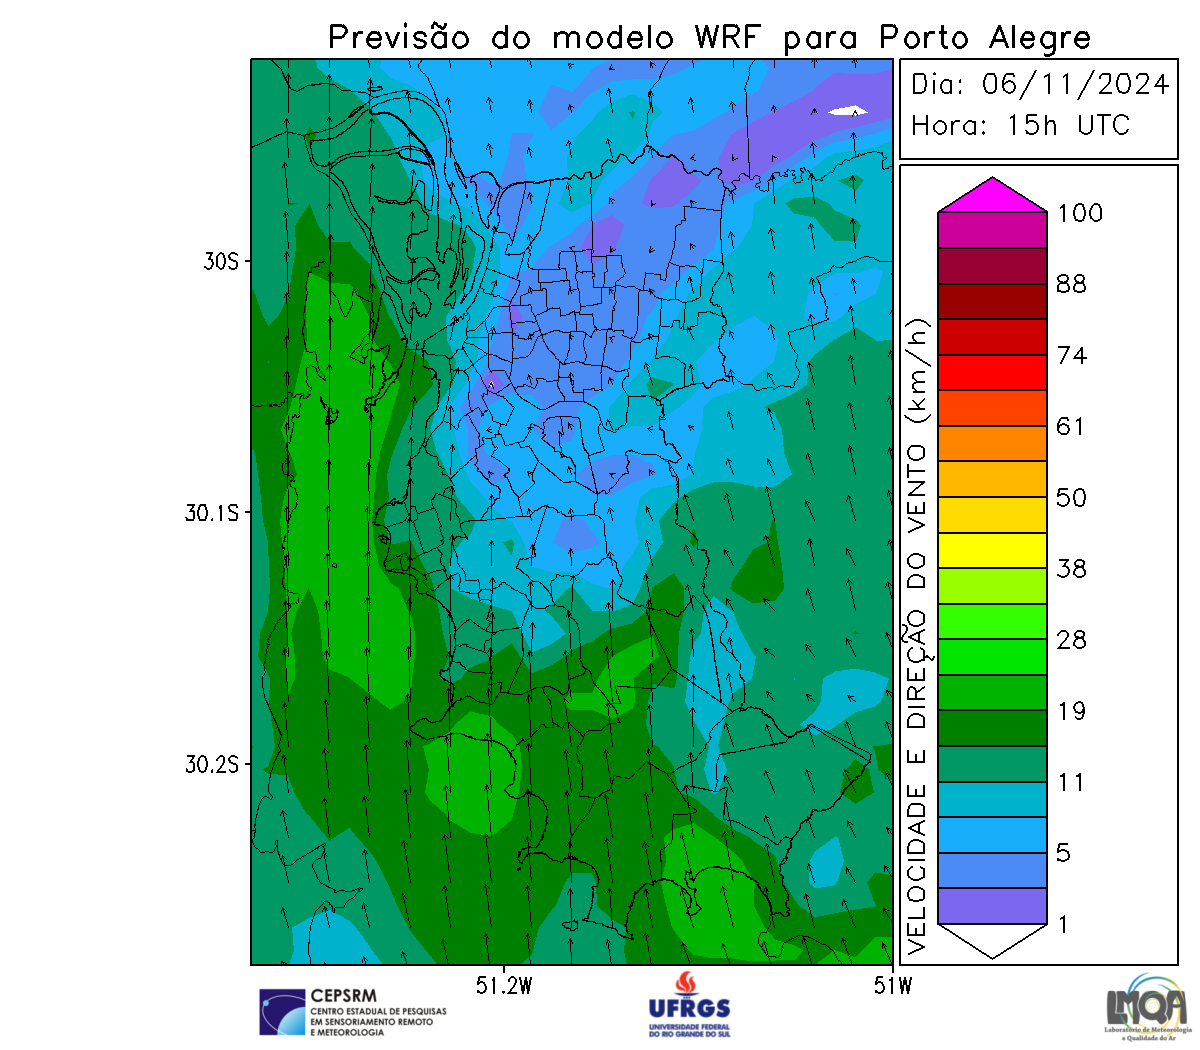 Previsão do modelo WRF para Porto Alegre
Dia: 06/11/2024
Hora: 15h UTC
30S
30.1S
30.2S
51.2W
51W
VELOCIDADE E DIREÇÃO DO VENTO (km/h)
100
88
74
61
50
38
28
19
11
5
1
CEPSRM
CENTRO ESTADUAL DE PESQUISAS
EM SENSORIAMENTO REMOTO
E METEOROLOGIA
UFRGS
UNIVERSIDADE FEDERAL
DO RIO GRANDE DO SUL
LMQA
Laboratório de Meteorologia
e Qualidade do Ar